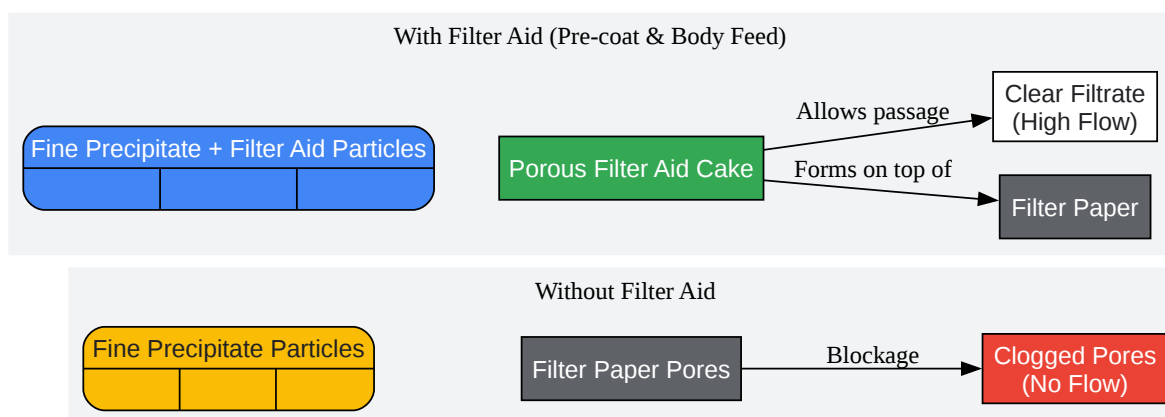 With Filter Aid (Pre-coat & Body Feed)
Fine Precipitate + Filter Aid Particles
Porous Filter Aid Cake
Allows passage
Forms on top of
Clear Filtrate
(High Flow)
Filter Paper
Without Filter Aid
Fine Precipitate Particles
Filter Paper Pores
Blockage
Clogged Pores
(No Flow)